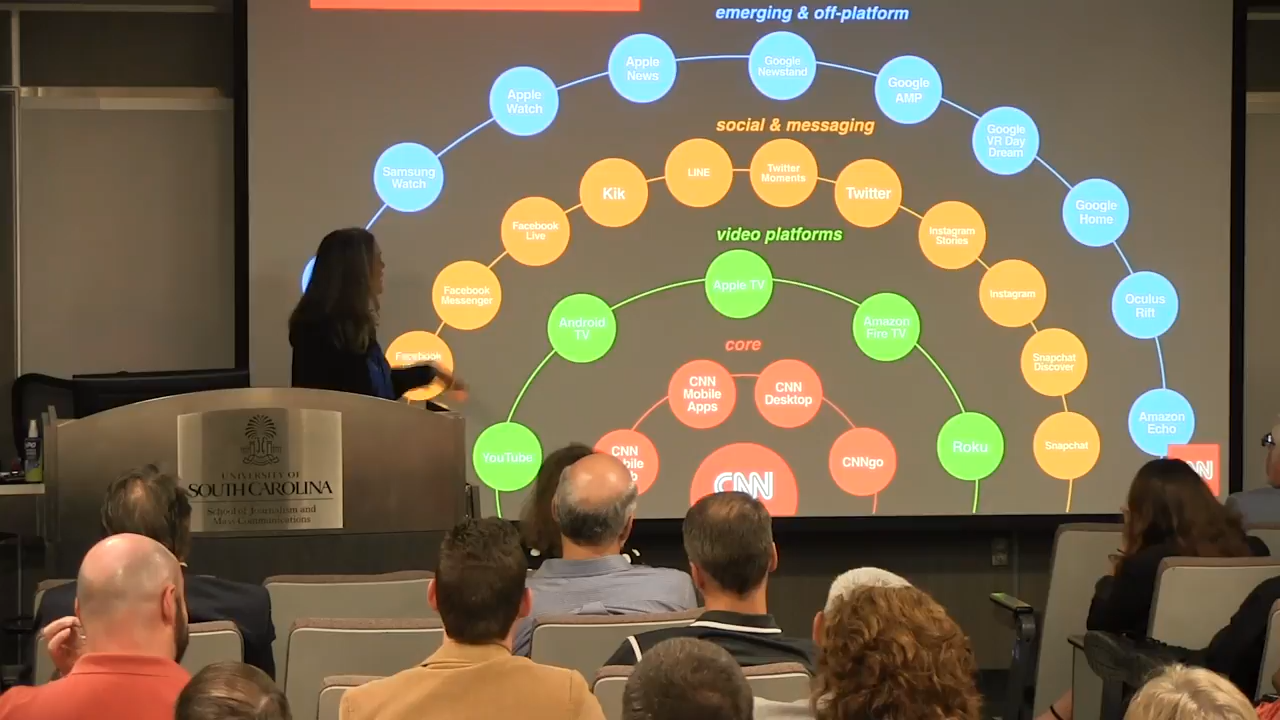 emerging & off-platform
Apple
News
Google
Newsstand
Apple
Watch
Google
AMP
Google
VR Day
Dream
Samsung
Watch
Google
Home
Oculus
Rift
Amazon
Echo
social & messaging
LINE
Twitter
Moments
Kik
Twitter
Facebook
Live
Instagram
Stories
Facebook
Messenger
Instagram
Facebook
Snapchat
Discover
Snapchat
video platforms
Apple TV
Android
TV
Amazon
Fire TV
YouTube
Roku
core
CNN
Mobile
Apps
CNN
Desktop
CNN
CNNgo
CNN
UNIVERSITY OF
SOUTH CAROLINA
School of Journalism and
Mass Communications